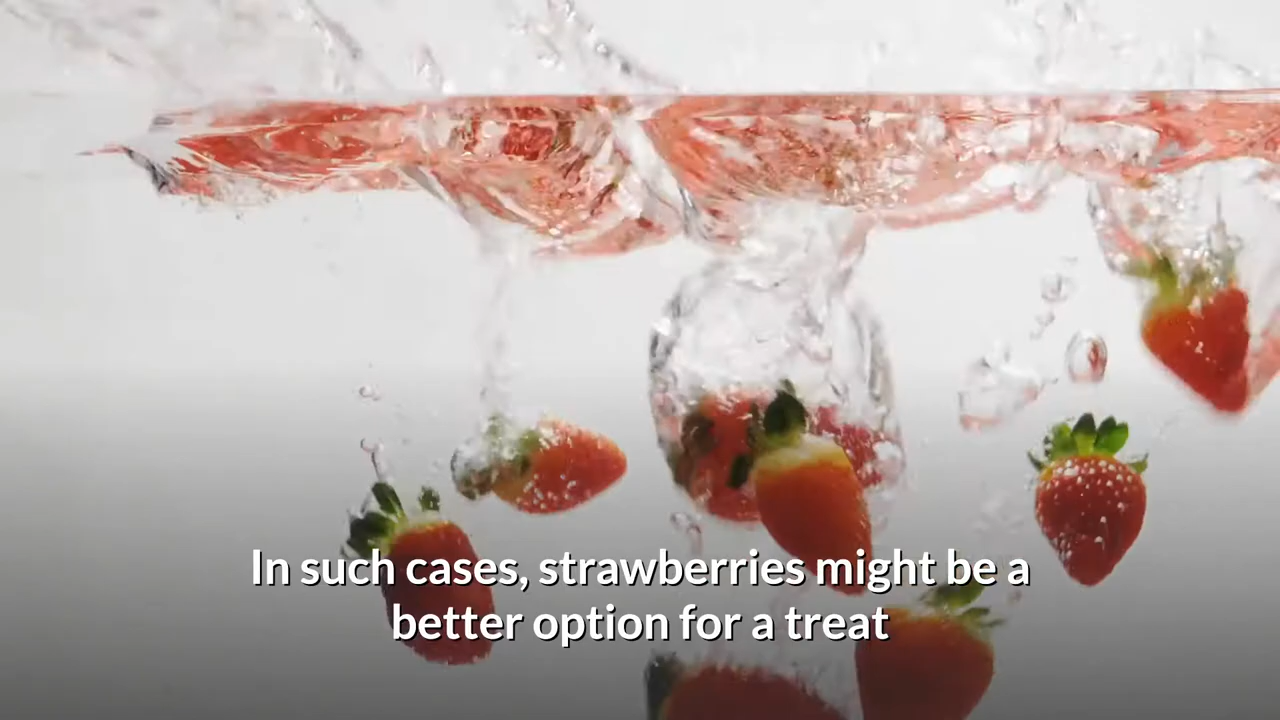 In such cases, strawberries might be a
better option for a treat